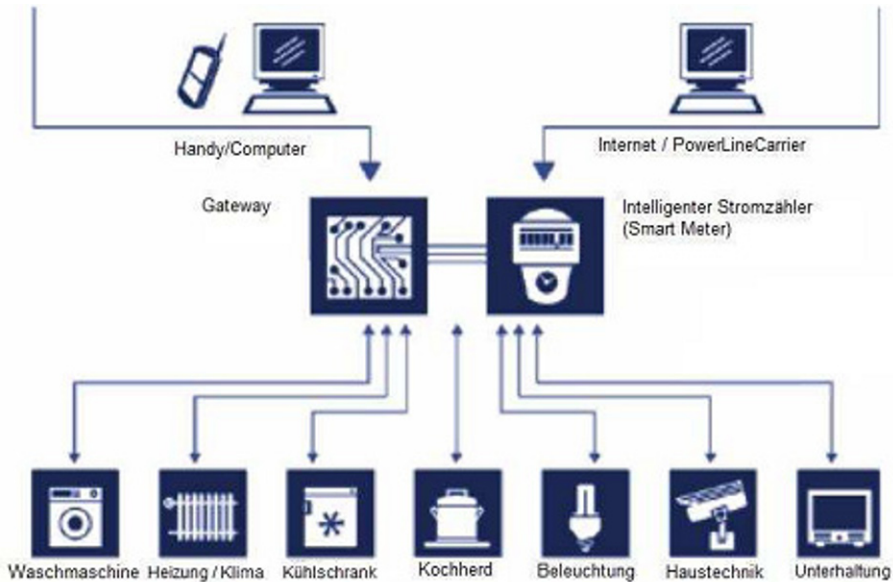 Handy/Computer
Internet / PowerLineCarrier
Gateway
Intelligenter Stromzähler
(Smart Meter)
Waschmaschine
Heizung / Klima
Kühlschrank
Kochherd
Beleuchtung
Haustechnik
Unterhaltung